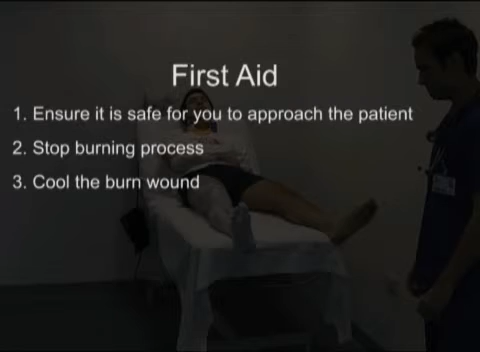 First Aid
1. Ensure it is safe for you to approach the patient
2. Stop burning process
3. Cool the burn wound